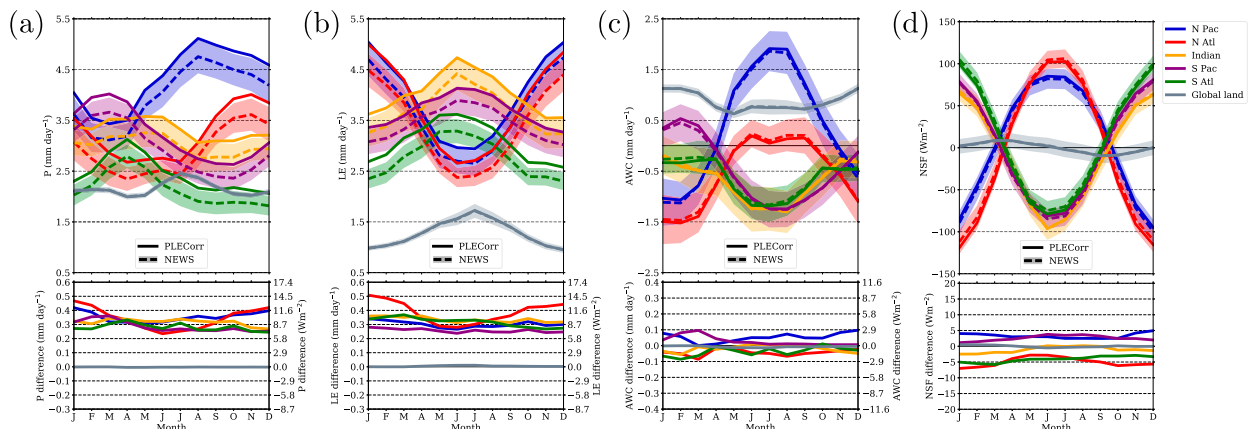 (a)
5.5
4.5
3.5
2.5
1.5
0.5
P (mm day⁻¹)
PLECorr
NEWS
0.6
0.5
0.4
0.3
0.2
0.1
0.0
−0.1
−0.2
−0.3
P difference (mm day⁻¹)
17.4
14.5
11.6
8.7
5.8
2.9
0.0
−2.9
−5.8
−8.7
P difference (Wm⁻²)
J F M A M J J A S O N D
Month
(b)
5.5
4.5
3.5
2.5
1.5
0.5
LE (mm day⁻¹)
PLECorr
NEWS
0.6
0.5
0.4
0.3
0.2
0.1
0.0
−0.1
−0.2
−0.3
LE difference (mm day⁻¹)
17.4
14.5
11.6
8.7
5.8
2.9
0.0
−2.9
−5.8
−8.7
LE difference (Wm⁻²)
J F M A M J J A S O N D
Month
(c)
2.5
1.5
0.5
−0.5
−1.5
−2.5
AWC (mm day⁻¹)
PLECorr
NEWS
0.4
0.3
0.2
0.1
0.0
−0.1
−0.2
−0.3
−0.4
AWC difference (mm day⁻¹)
11.6
8.7
5.8
2.9
0.0
−2.9
−5.8
−8.7
−11.6
AWC difference (Wm⁻²)
J F M A M J J A S O N D
Month
(d)
150
100
50
0
−50
−100
−150
NSF (Wm⁻²)
PLECorr
NEWS
20
15
10
5
0
−5
−10
−15
−20
NSF difference (Wm⁻²)
J F M A M J J A S O N D
Month
N Pac
N Atl
Indian
S Pac
S Atl
Global land